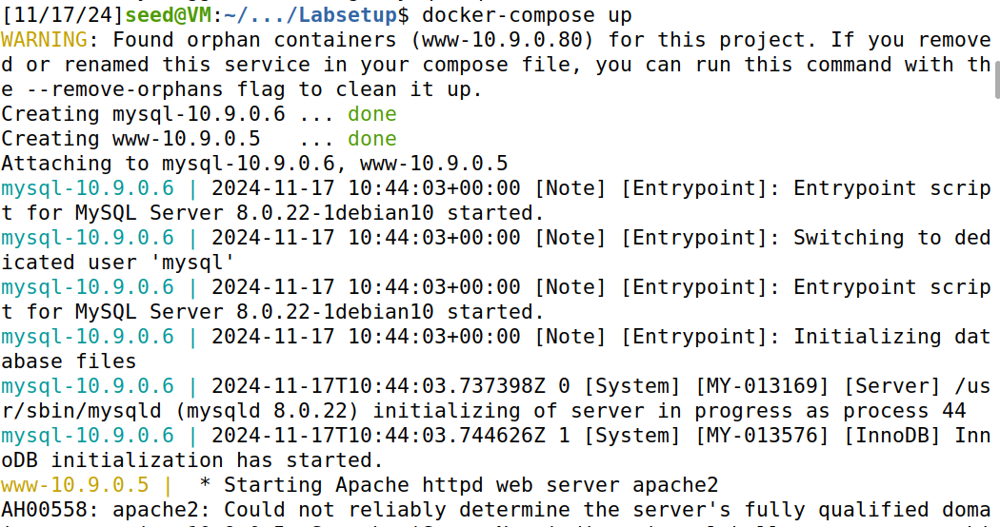 [11/17/24]seed@VM:~/.../Labsetup$ docker-compose up
WARNING: Found orphan containers (www-10.9.0.80) for this project. If you remove
d or renamed this service in your compose file, you can run this command with th
e --remove-orphans flag to clean it up.
Creating mysql-10.9.0.6 ... done
Creating www-10.9.0.5   ... done
Attaching to mysql-10.9.0.6, www-10.9.0.5
mysql-10.9.0.6 | 2024-11-17 10:44:03+00:00 [Note] [Entrypoint]: Entrypoint scrip
t for MySQL Server 8.0.22-1debian10 started.
mysql-10.9.0.6 | 2024-11-17 10:44:03+00:00 [Note] [Entrypoint]: Switching to ded
icated user 'mysql'
mysql-10.9.0.6 | 2024-11-17 10:44:03+00:00 [Note] [Entrypoint]: Entrypoint scrip
t for MySQL Server 8.0.22-1debian10 started.
mysql-10.9.0.6 | 2024-11-17 10:44:03+00:00 [Note] [Entrypoint]: Initializing dat
abase files
mysql-10.9.0.6 | 2024-11-17T10:44:03.737398Z 0 [System] [MY-013169] [Server] /us
r/sbin/mysqld (mysqld 8.0.22) initializing of server in progress as process 44
mysql-10.9.0.6 | 2024-11-17T10:44:03.744626Z 1 [System] [MY-013576] [InnoDB] Inn
oDB initialization has started.
www-10.9.0.5 |  * Starting Apache httpd web server apache2
AH00558: apache2: Could not reliably determine the server's fully qualified doma